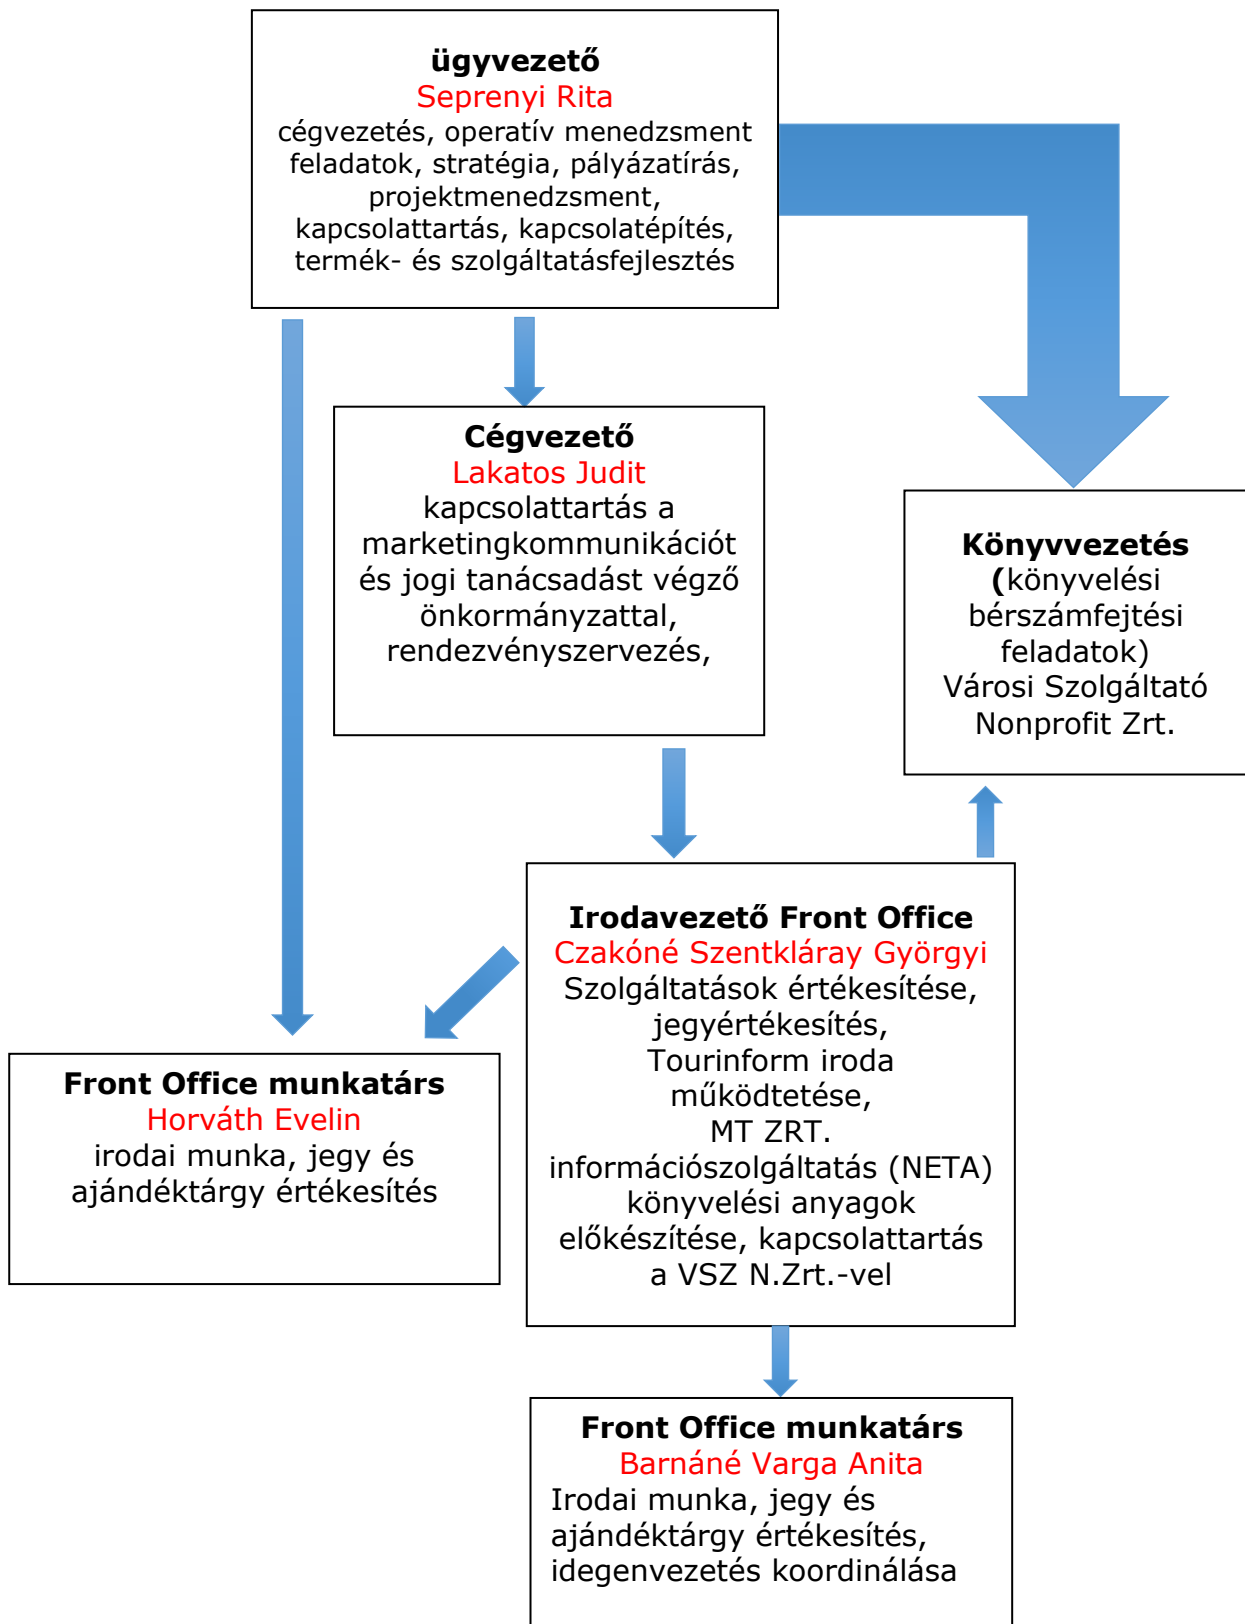 ügyvezető
Seprenyi Rita
cégvezetés, operatív menedzsment
feladatok, stratégia, pályázatírás,
projektmenedzsment,
kapcsolattartás, kapcsolatépítés,
termék- és szolgáltatásfejlesztés
Cégvezető
Lakatos Judit
kapcsolattartás a
marketingkommunikációt
és jogi tanácsadást végző
önkormányzattal,
rendezvényszervezés,
Könyvvezetés
(könyvelési
bérszámfejtési
feladatok)
Városi Szolgáltató
Nonprofit Zrt.
Irodavezető Front Office
Czakóné Szentkláray Györgyi
Szolgáltatások értékesítése,
jegyértékesítés,
Tourinform iroda
működtetése,
MT ZRT.
információszolgáltatás (NETA)
könyvelési anyagok
előkészítése, kapcsolattartás
a VSZ N.Zrt.-vel
Front Office munkatárs
Horváth Evelin
irodai munka, jegy és
ajándéktárgy értékesítés
Front Office munkatárs
Barnáné Varga Anita
Irodai munka, jegy és
ajándéktárgy értékesítés,
idegenvezetés koordinálása